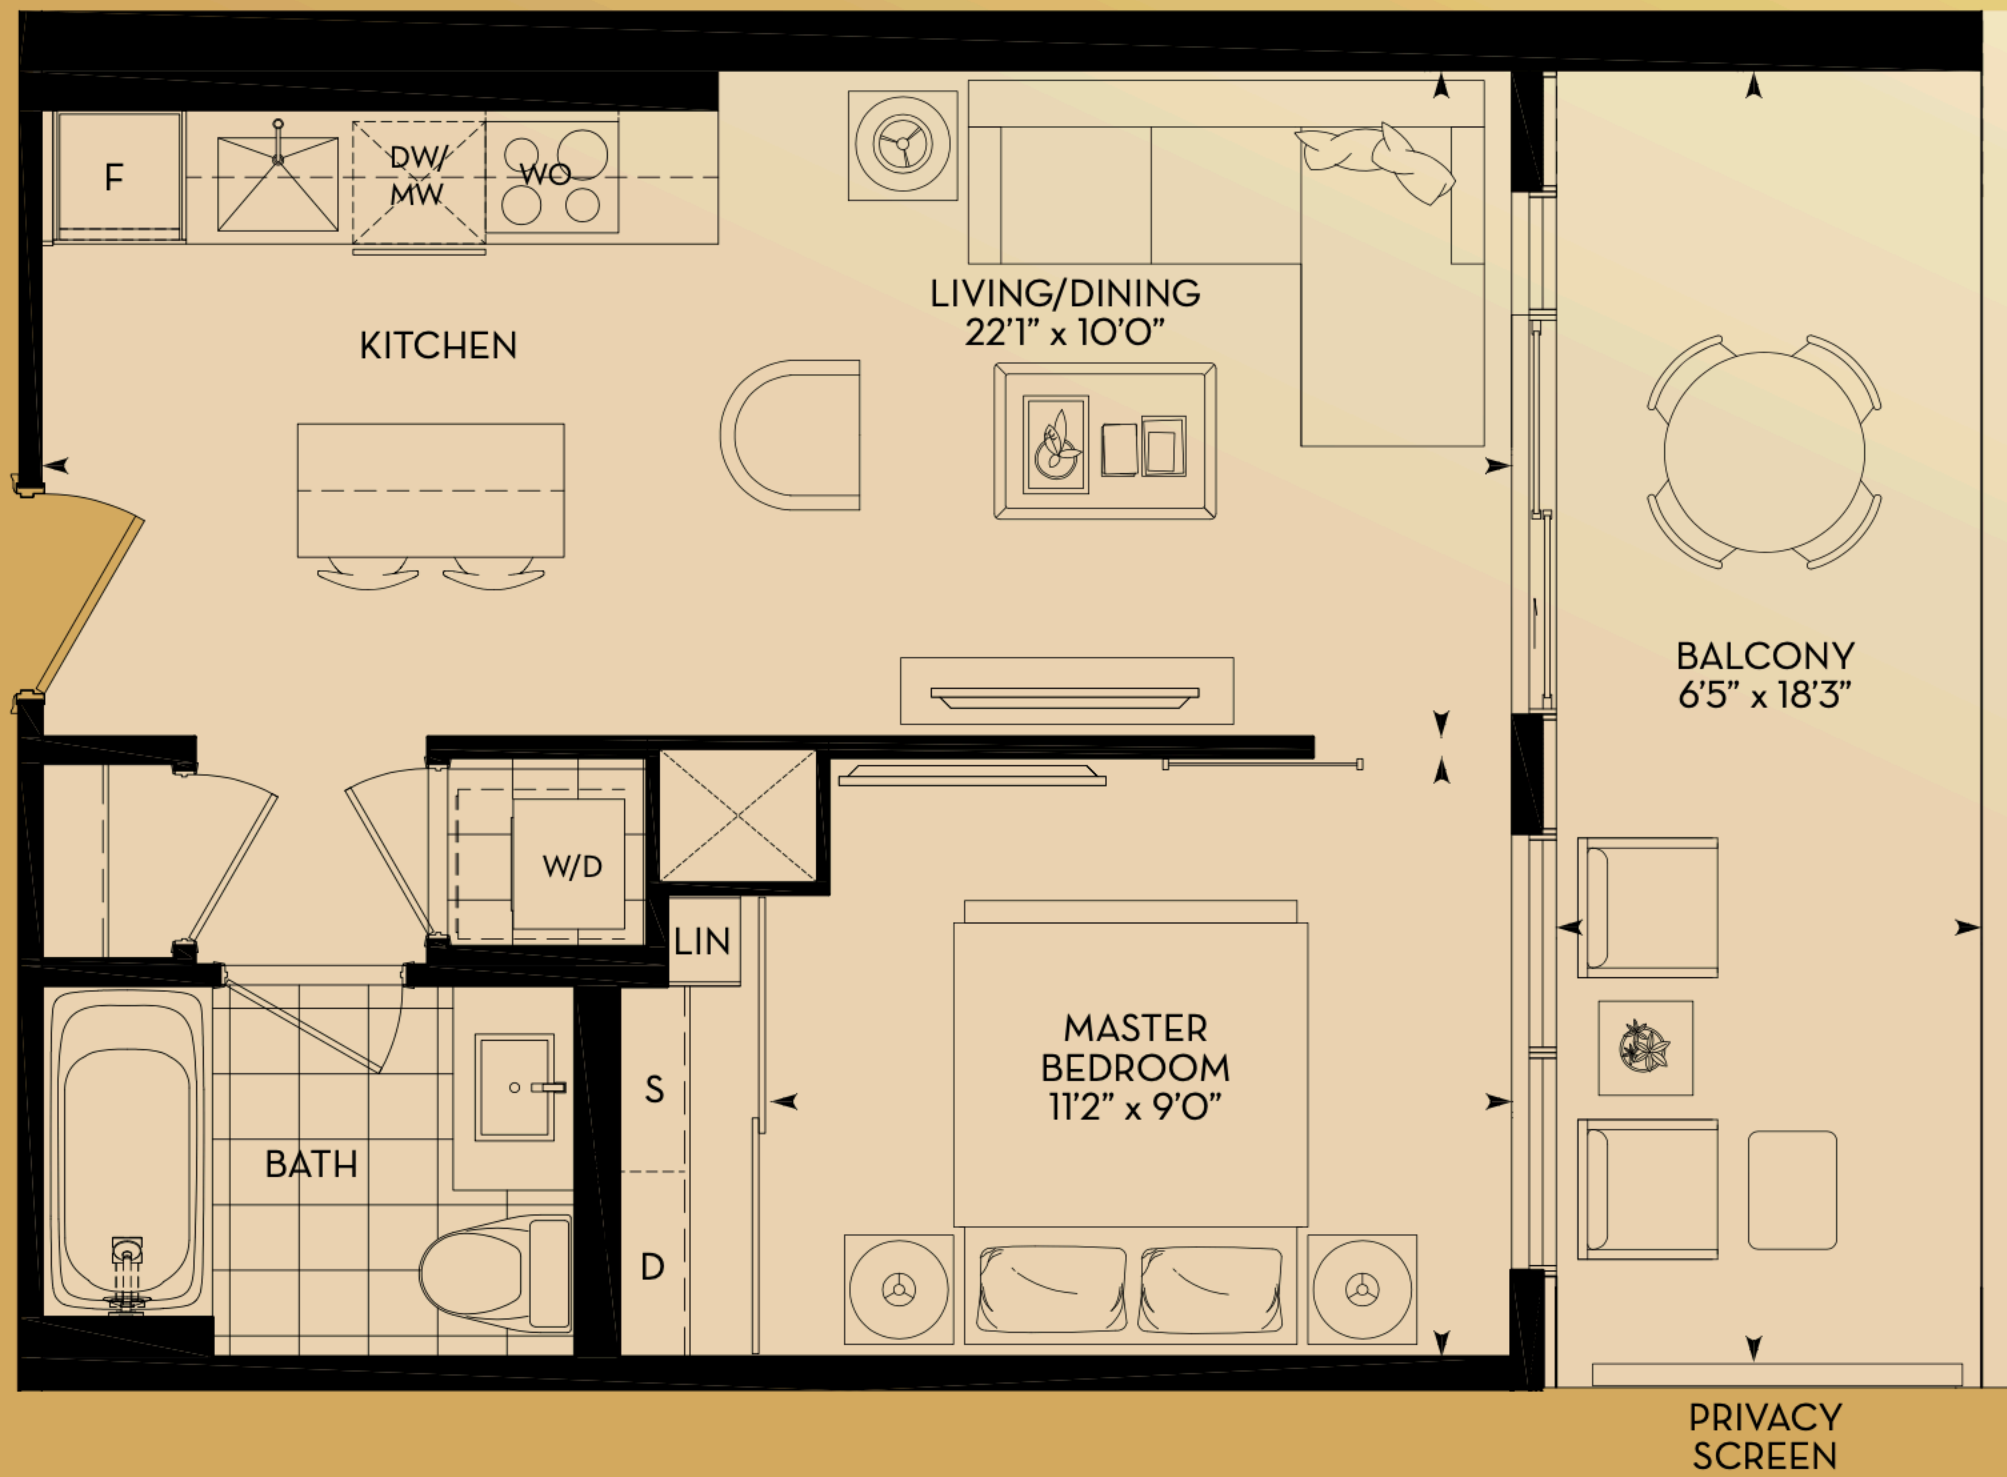 F
DW/
MW
WO
LIVING/DINING
22'1" x 10'0"
KITCHEN
BALCONY
6'5" x 18'3"
W/D
LIN
MASTER
BEDROOM
11'2" x 9'0"
S
BATH
D
PRIVACY
SCREEN